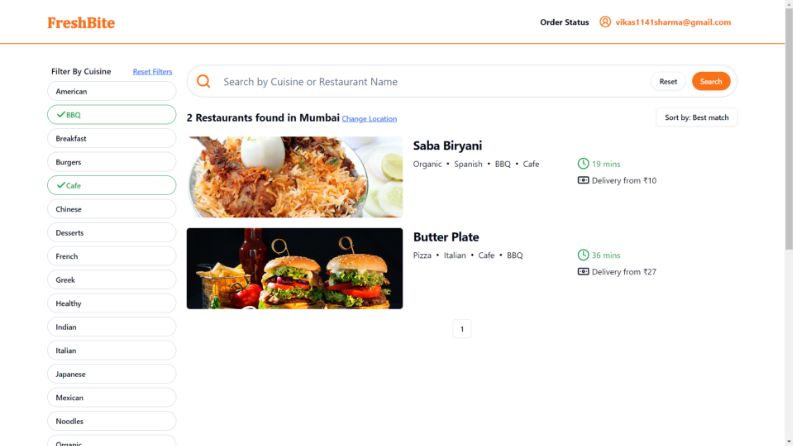 FreshBite
Order Status
vikas1141sharma@gmail.com
Filter By Cuisine
Reset Filters
American
BBQ
Breakfast
Burgers
Cafe
Chinese
Desserts
French
Greek
Healthy
Indian
Italian
Japanese
Mexican
Noodles
Organic
Search by Cuisine or Restaurant Name
Reset
Search
2 Restaurants found in Mumbai Change Location
Sort by: Best match
Saba Biryani
Organic • Spanish • BBQ • Cafe
19 mins
Delivery from ₹10
Butter Plate
Pizza • Italian • Cafe • BBQ
36 mins
Delivery from ₹27
1